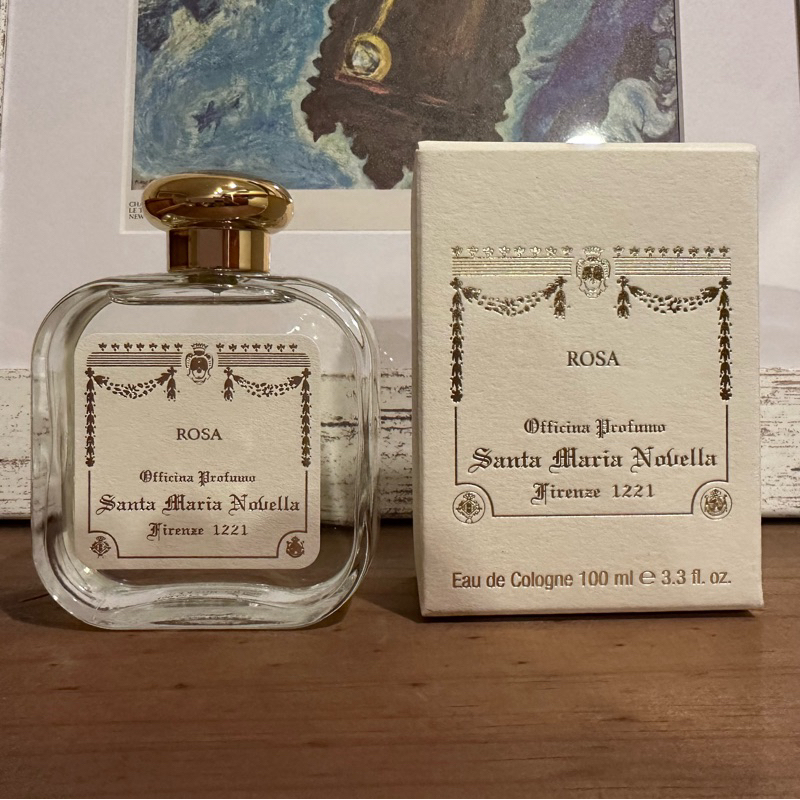 ROSA
Officina Profumo
Santa Maria Novella
Firenze 1221
ROSA
Officina Profumo
Santa Maria Novella
Firenze 1221
Eau de Cologne 100 ml ℮ 3.3 fl. oz.